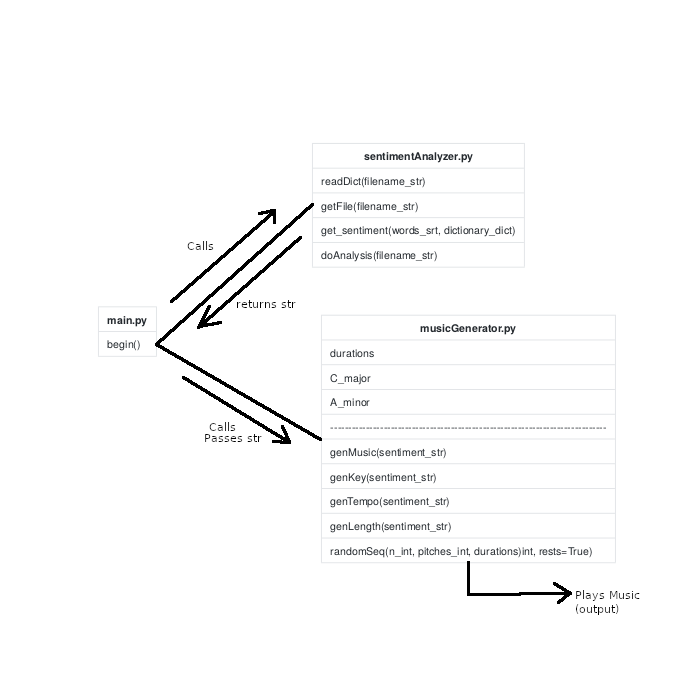 sentimentAnalyzer.py
readDict(filename_str)
getFile(filename_str)
get_sentiment(words_srt, dictionary_dict)
doAnalysis(filename_str)
Calls
returns str
main.py
begin()
musicGenerator.py
durations
C_major
A_minor
--------------------------------------------------------------------------------
genMusic(sentiment_str)
genKey(sentiment_str)
genTempo(sentiment_str)
genLength(sentiment_str)
randomSeq(n_int, pitches_int, durations)int, rests=True)
Calls
Passes str
Plays Music
(output)